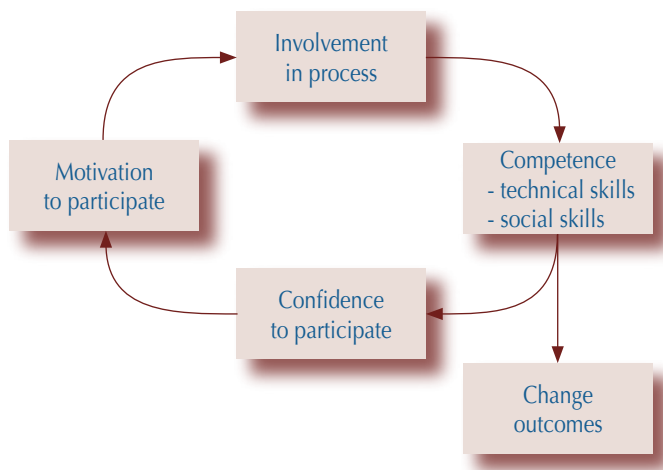 Involvement
in process
Motivation
to participate
Competence
- technical skills
- social skills
Confidence
to participate
Change
outcomes